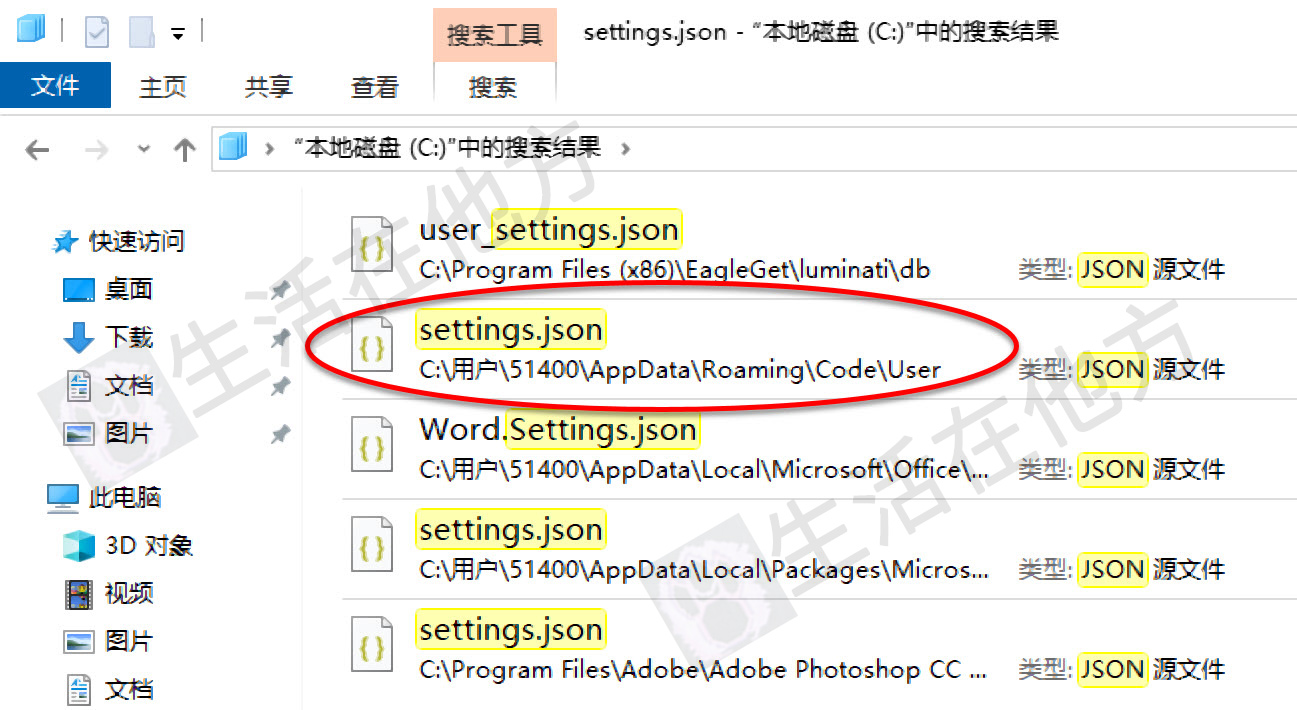 搜索工具
settings.json - “本地磁盘 (C:)”中的搜索结果
文件
主页
共享
查看
搜索
“本地磁盘 (C:)”中的搜索结果
快速访问
桌面
下载
文档
图片
此电脑
3D 对象
视频
图片
文档
user_settings.json
C:\Program Files (x86)\EagleGet\luminati\db
类型: JSON 源文件
settings.json
C:\用户\51400\AppData\Roaming\Code\User
类型: JSON 源文件
Word.Settings.json
C:\用户\51400\AppData\Local\Microsoft\Office\...
类型: JSON 源文件
settings.json
C:\用户\51400\AppData\Local\Packages\Micros...
类型: JSON 源文件
settings.json
C:\Program Files\Adobe\Adobe Photoshop CC ...
类型: JSON 源文件
生活在他方
生活在他方